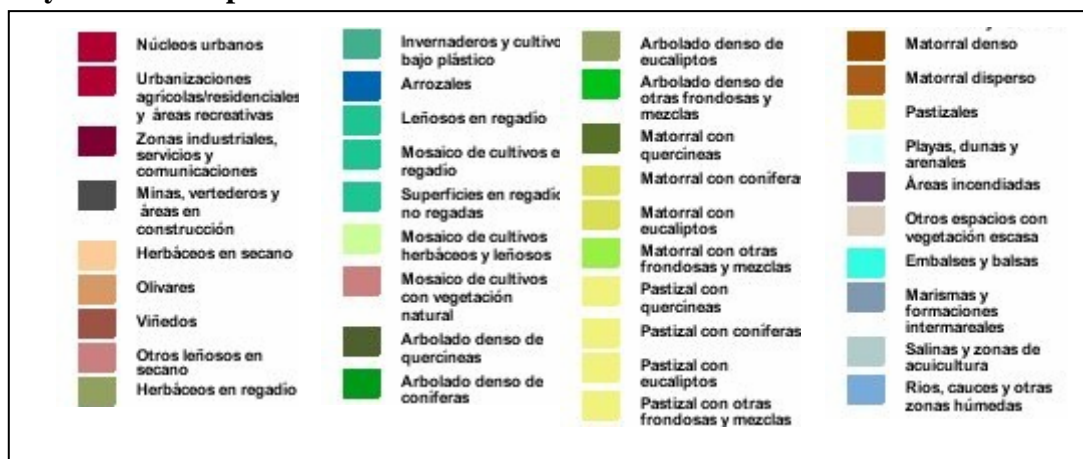 Núcleos urbanos
Urbanizaciones
agrícolas/residenciales
y áreas recreativas
Zonas industriales,
servicios y
comunicaciones
Minas, vertederos y
áreas en
construcción
Herbáceos en secano
Olivares
Viñedos
Otros leñosos en
secano
Herbáceos en regadío
Invernaderos y cultivo
bajo plástico
Arrozales
Leñosos en regadío
Mosaico de cultivos e
regadío
Superficies en regadío
no regadas
Mosaico de cultivos
herbáceos y leñosos
Mosaico de cultivos
con vegetación
natural
Arbolado denso de
quercíneas
Arbolado denso de
coníferas
Arbolado denso de
eucaliptos
Arbolado denso de
otras frondosas y
mezclas
Matorral con
quercíneas
Matorral con conífera
Matorral con
eucaliptos
Matorral con otras
frondosas y mezclas
Pastizal con
quercíneas
Pastizal con coníferas
Pastizal con
eucaliptos
Pastizal con otras
frondosas y mezclas
Matorral denso
Matorral disperso
Pastizales
Playas, dunas y
arenales
Áreas incendiadas
Otros espacios con
vegetación escasa
Embalses y balsas
Marismas y
formaciones
intermareales
Salinas y zonas de
acuicultura
Rios, cauces y otras
zonas húmedas